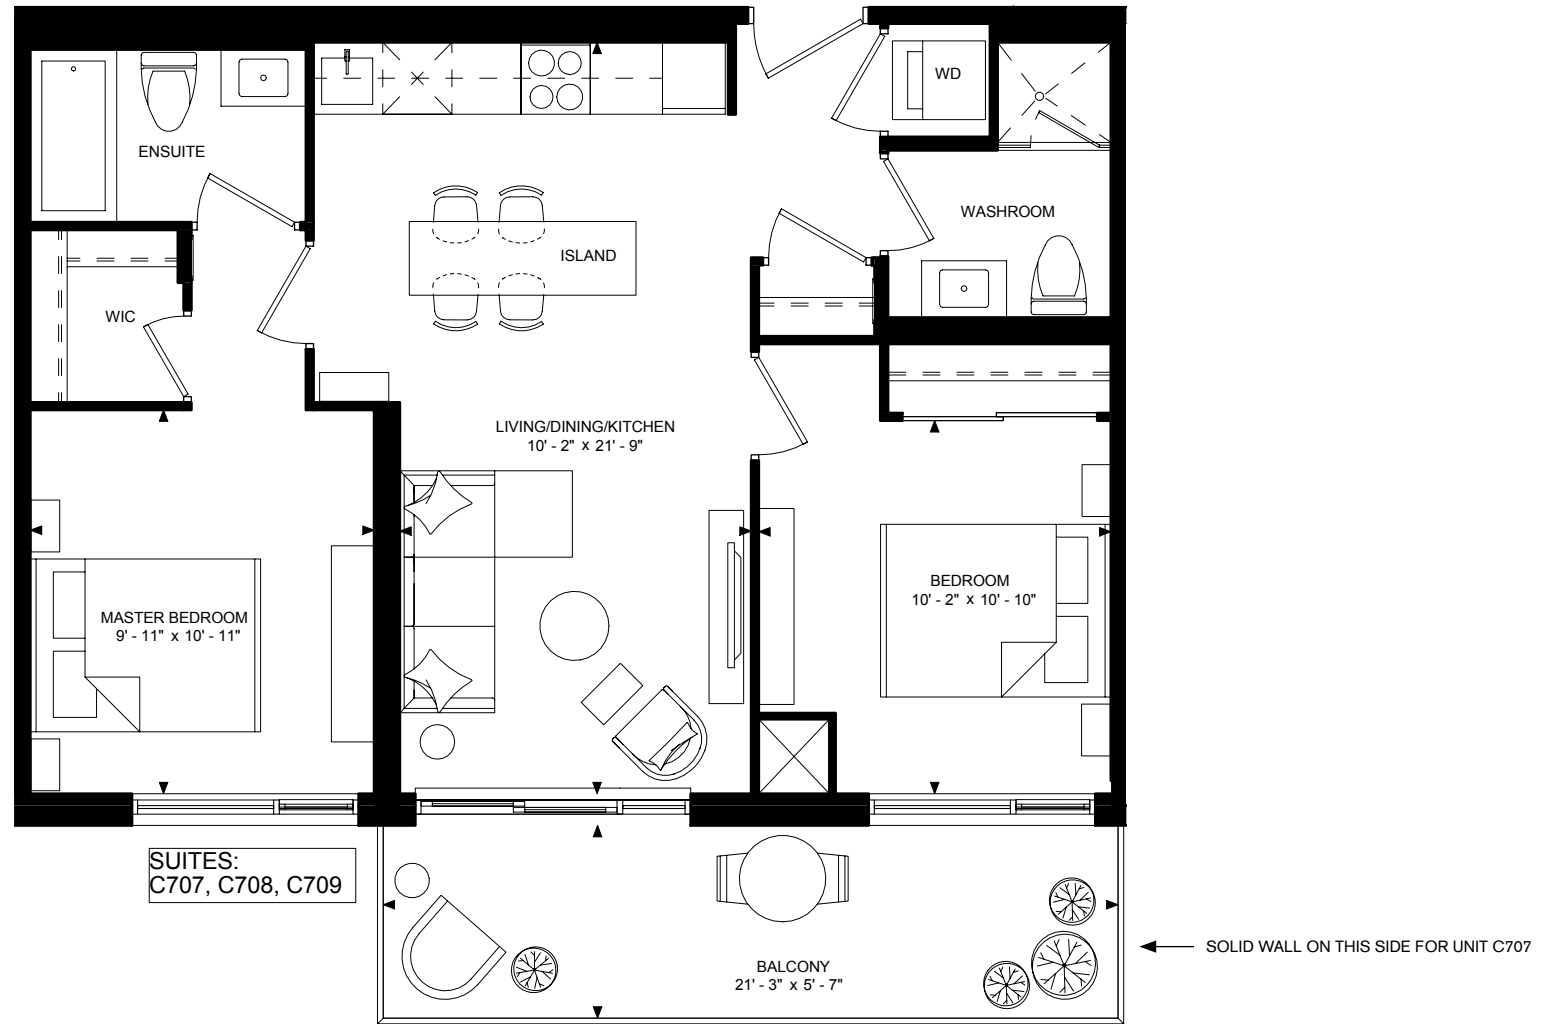 WD
ENSUITE
WASHROOM
ISLAND
WIC
LIVING/DINING/KITCHEN
10' - 2" x 21' - 9"
BEDROOM
10' - 2" x 10' - 10"
MASTER BEDROOM
9' - 11" x 10' - 11"
SUITES:
C707, C708, C709
SOLID WALL ON THIS SIDE FOR UNIT C707
BALCONY
21' - 3" x 5' - 7"